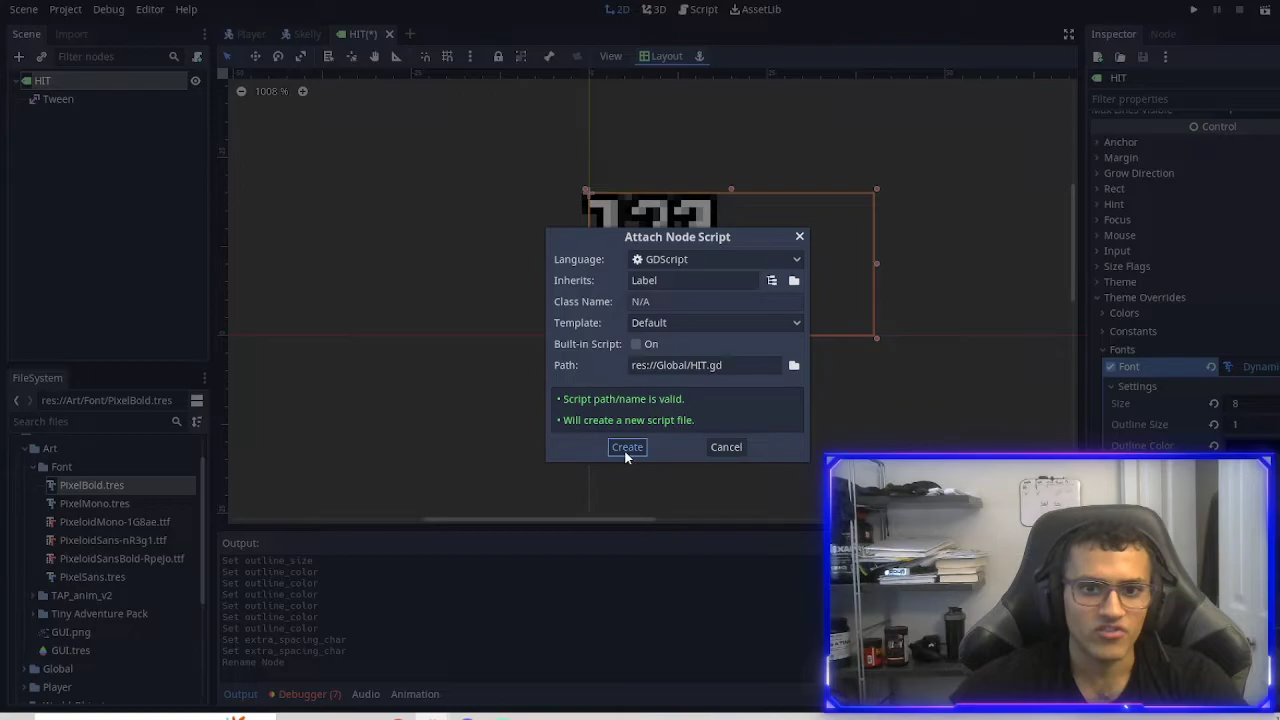 Scene Project Debug Editor Help
2D 3D Script AssetLib
Scene Import
Player Skelly HIT(*)
Inspector Node
Filter nodes
View Layout
HIT
Tween
1008 %
HIT
Filter properties
Control
Anchor
Margin
Grow Direction
Rect
Hint
Focus
Mouse
Input
Size Flags
Theme
Theme Overrides
Colors
Constants
Fonts
Font Dynami
Settings
Size 8
Outline Size 1
Outline Color
Attach Node Script
Language: GDScript
Inherits: Label
Class Name: N/A
Template: Default
Built-in Script: On
Path: res://Global/HIT.gd
• Script path/name is valid.
• Will create a new script file.
Create Cancel
FileSystem
res://Art/Font/PixelBold.tres
Search files
Art
Font
PixelBold.tres
PixelMono.tres
PixeloidMono-1G8ae.ttf
PixeloidSans-nR3g1.ttf
PixeloidSansBold-RpeJo.ttf
PixelSans.tres
TAP_anim_v2
Tiny Adventure Pack
GUI.png
GUI.tres
Global
Player
Output:
Set outline_size
Set outline_color
Set outline_color
Set outline_color
Set outline_color
Set outline_color
Set outline_color
Set extra_spacing_char
Set extra_spacing_char
Rename Node
Output Debugger (7) Audio Animation